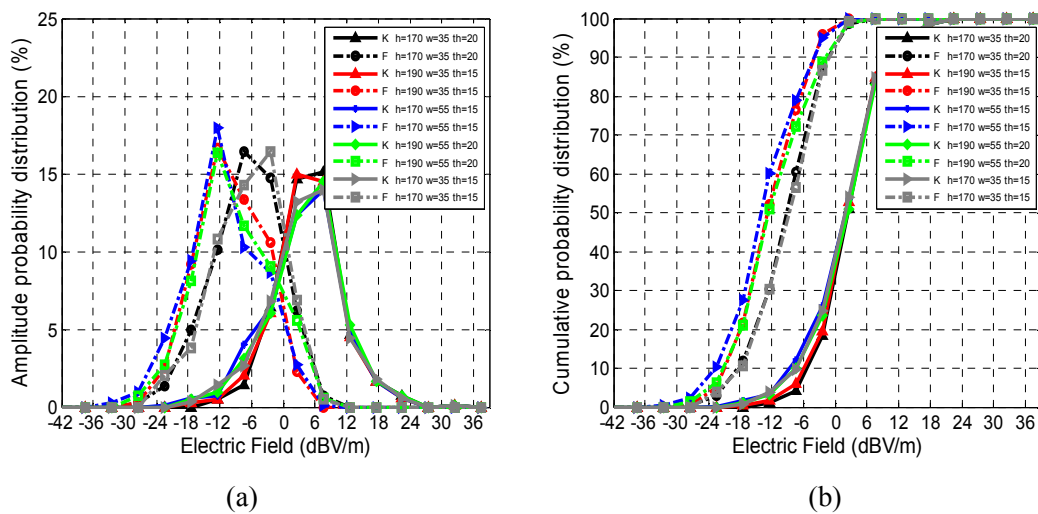 Amplitude probability distribution (%)
25
20
15
10
5
0
-42 -36 -30 -24 -18 -12 -6 0 6 12 18 24 30 36
Electric Field (dBV/m)
K h=170 w=35 th=20
F h=170 w=35 th=20
K h=190 w=35 th=15
F h=190 w=35 th=15
K h=170 w=55 th=15
F h=170 w=55 th=15
K h=190 w=55 th=20
F h=190 w=55 th=20
K h=170 w=35 th=15
F h=170 w=35 th=15
(a)
Cumulative probability distribution (%)
100
90
80
70
60
50
40
30
20
10
0
-42 -36 -30 -24 -18 -12 -6 0 6 12 18 24 30 36
Electric Field (dBV/m)
K h=170 w=35 th=20
F h=170 w=35 th=20
K h=190 w=35 th=15
F h=190 w=35 th=15
K h=170 w=55 th=15
F h=170 w=55 th=15
K h=190 w=55 th=20
F h=190 w=55 th=20
K h=170 w=35 th=15
F h=170 w=35 th=15
(b)